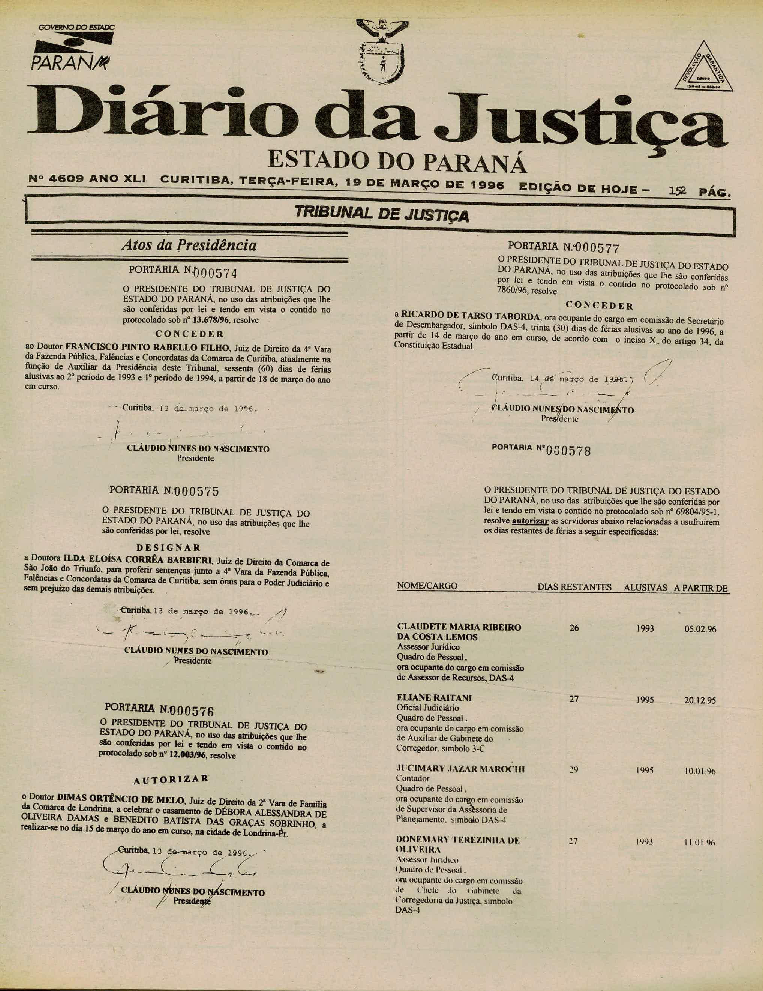 GOVERNO DO ESTADO
PARANÁ
DEVOLUÇÃO
GARANTIDA
Diário da Justiça
ESTADO DO PARANÁ
Nº 4609 ANO XLI CURITIBA, TERÇA-FEIRA, 19 DE MARÇO DE 1996 EDIÇÃO DE HOJE - 152 PÁG.
TRIBUNAL DE JUSTIÇA
Atos da Presidência
PORTARIA N.º000574
O PRESIDENTE DO TRIBUNAL DE JUSTIÇA DO
ESTADO DO PARANÁ, no uso das atribuições que lhe
são conferidas por lei e tendo em vista o contido no
protocolado sob nº 13.678/96, resolve
CONCEDER
ao Doutor FRANCISCO PINTO RABELLO FILHO, Juiz de Direito da 4ª Vara
da Fazenda Pública, Falências e Concordatas da Comarca de Curitiba, atualmente na
função de Auxiliar da Presidência deste Tribunal, sessenta (60) dias de férias
alusivas ao 2º período de 1993 e 1º período de 1994, a partir de 18 de março do ano
em curso.
Curitiba, 13 de março de 1996.
CLÁUDIO NUNES DO NASCIMENTO
Presidente
PORTARIA N.º000575
O PRESIDENTE DO TRIBUNAL DE JUSTIÇA DO
ESTADO DO PARANÁ, no uso das atribuições que lhe
são conferidas por lei, resolve
DESIGNAR
a Doutora ILDA ELOÍSA CORRÊA BARBIERI, Juiz de Direito da Comarca de
São João do Triunfo, para proferir sentenças junto a 4ª Vara da Fazenda Pública,
Falências e Concordatas da Comarca de Curitiba, sem ônus para o Poder Judiciário e
sem prejuízo das demais atribuições.
Curitiba, 13 de março de 1996.
CLÁUDIO NUNES DO NASCIMENTO
Presidente
PORTARIA N.º000576
O PRESIDENTE DO TRIBUNAL DE JUSTIÇA DO
ESTADO DO PARANÁ, no uso das atribuições que lhe
são conferidas por lei e tendo em vista o contido no
protocolado sob nº 12.003/96, resolve
AUTORIZAR
o Doutor DIMAS ORTÊNCIO DE MELO, Juiz de Direito da 2ª Vara de Família
da Comarca de Londrina, a celebrar o casamento de DÉBORA ALESSANDRA DE
OLIVEIRA DAMAS e BENEDITO BATISTA DAS GRAÇAS SOBRINHO, a
realizar-se no dia 15 de março do ano em curso, na cidade de Londrina-Pr.
Curitiba, 13 de março de 1996.
CLÁUDIO NUNES DO NASCIMENTO
Presidente
PORTARIA N.º000577
O PRESIDENTE DO TRIBUNAL DE JUSTIÇA DO ESTADO
DO PARANÁ, no uso das atribuições que lhe são conferidas
por lei e tendo em vista o contido no protocolado sob nº
7860/96, resolve
CONCEDER
a RICARDO DE TARSO TABORDA, ora ocupante do cargo em comissão de Secretário
de Desembargador, símbolo DAS-4, trinta (30) dias de férias alusivas ao ano de 1996, a
partir de 14 de março do ano em curso, de acordo com o inciso X, do artigo 34, da
Constituição Estadual
Curitiba, 14 de março de 1996.
CLÁUDIO NUNES DO NASCIMENTO
Presidente
PORTARIA Nº000578
O PRESIDENTE DO TRIBUNAL DE JUSTIÇA DO ESTADO
DO PARANÁ, no uso das atribuições que lhe são conferidas por
lei e tendo em vista o contido no protocolado sob nº 69804/95-1,
resolve autorizar as servidoras abaixo relacionadas a usufruirem
os dias restantes de férias a seguir especificadas:
NOME/CARGO DIAS RESTANTES ALUSIVAS A PARTIR DE
CLAUDETE MARIA RIBEIRO 26 1993 05.02.96
DA COSTA LEMOS
Assessor Jurídico
Quadro de Pessoal,
ora ocupante do cargo em comissão
de Assessor de Recursos, DAS-4
ELIANE RAITANI 27 1995 20.12.95
Oficial Judiciário
Quadro de Pessoal,
ora ocupante do cargo em comissão
de Auxiliar de Gabinete do
Corregedor, símbolo 3-C
JUCIMARY JAZAR MAROCHI 29 1995 10.01.96
Contador
Quadro de Pessoal,
ora ocupante do cargo em comissão
de Supervisor da Assessoria de
Planejamento, símbolo DAS-4
DONEMARY TEREZINHA DE 27 1993 11.01.96
OLIVEIRA
Assessor Jurídico
Quadro de Pessoal,
ora ocupante do cargo em comissão
de Chefe do Gabinete da
Corregedoria da Justiça, símbolo
DAS-4